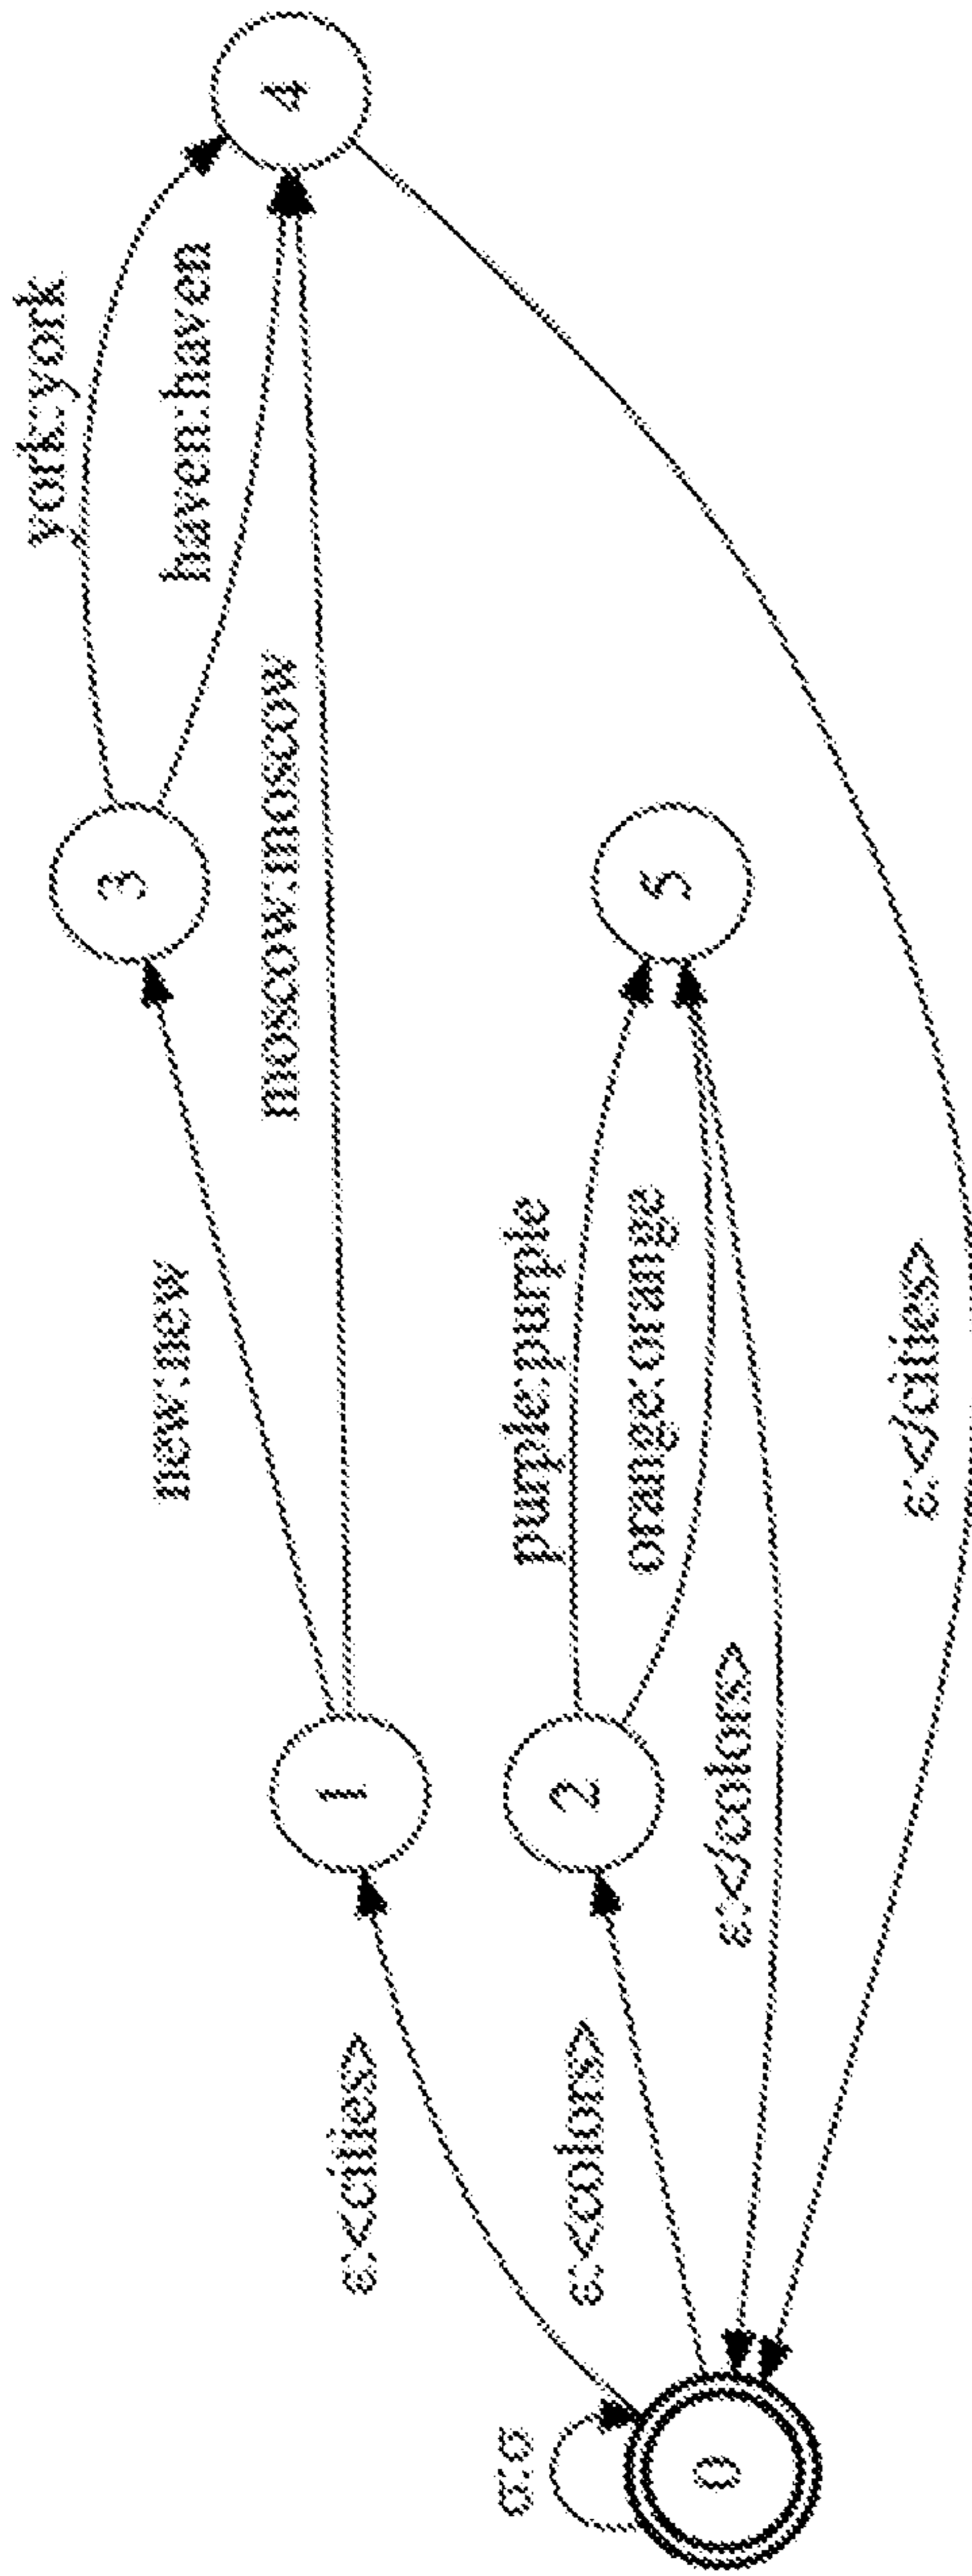 york:york
haven:haven
moscow:moscow
new:new
purple:purple
orange:orange
ε:<cities>
ε:<colors>
ε:</colors>
ε:</cities>
σ:σ
0
1
2
3
4
5